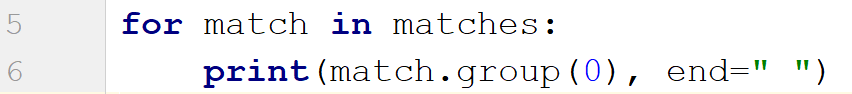 5 for match in matches:
6     print(match.group(0), end=" ")